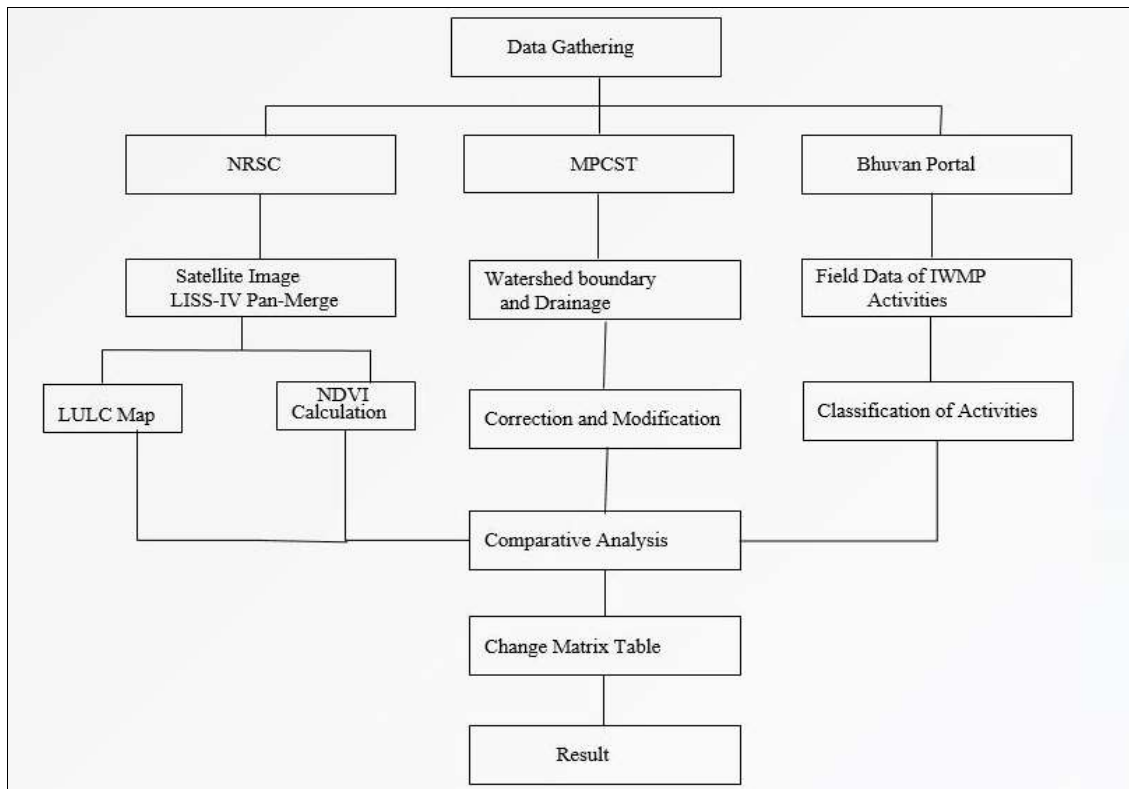 Data Gathering
NRSC
MPCST
Bhuvan Portal
Satellite Image
LISS-IV Pan-Merge
Watershed boundary
and Drainage
Field Data of IWMP
Activities
LULC Map
NDVI
Calculation
Correction and Modification
Classification of Activities
Comparative Analysis
Change Matrix Table
Result